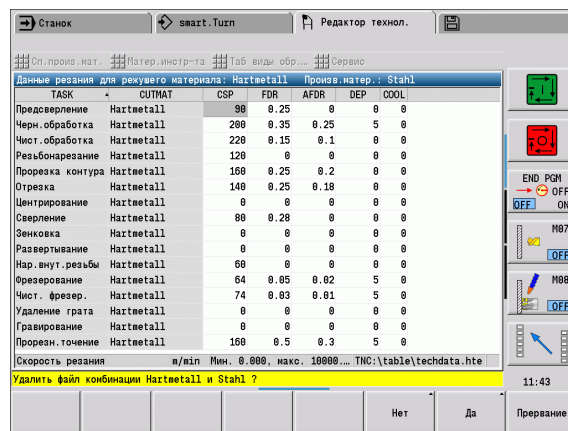 Станок smart.Turn Редактор технол.
Сп.произ.мат. Матер.инстр-та Таб виды обр.... Сервис
Данные резания для режущего материала: Hartmetall Произв.матер.: Stahl
TASK CUTMAT CSP FDR AFDR DEP COOL
Предсверление Hartmetall 90 0.25 0 0 0
Черн.обработка Hartmetall 200 0.35 0.25 5 0
Чист.обработка Hartmetall 220 0.15 0.1 0 0
Резьбонарезание Hartmetall 120 0 0 0 0
Прорезка контура Hartmetall 160 0.25 0.2 0 0
Отрезка Hartmetall 140 0.25 0.18 0 0
Центрирование Hartmetall 0 0 0 0 0
Сверление Hartmetall 80 0.28 0 0 0
Зенковка Hartmetall 0 0 0 0 0
Развертывание Hartmetall 0 0 0 0 0
Нар.внут.резьбы Hartmetall 60 0 0 0 0
Фрезерование Hartmetall 64 0.05 0.02 5 0
Чист. фрезер. Hartmetall 74 0.03 0.01 5 0
Удаление грата Hartmetall 0 0 0 0 0
Гравирование Hartmetall 0 0 0 0 0
Прорезн.точение Hartmetall 160 0.5 0.3 5 0
Скорость резания m/min Мин. 0.000, макс. 10000.... TNC:\table\techdata.hte
Удалить файл комбинации Hartmetall и Stahl ?
END PGM
OFF
OFF ON
M07
OFF
M08
OFF
11:43
Нет Да Прервание